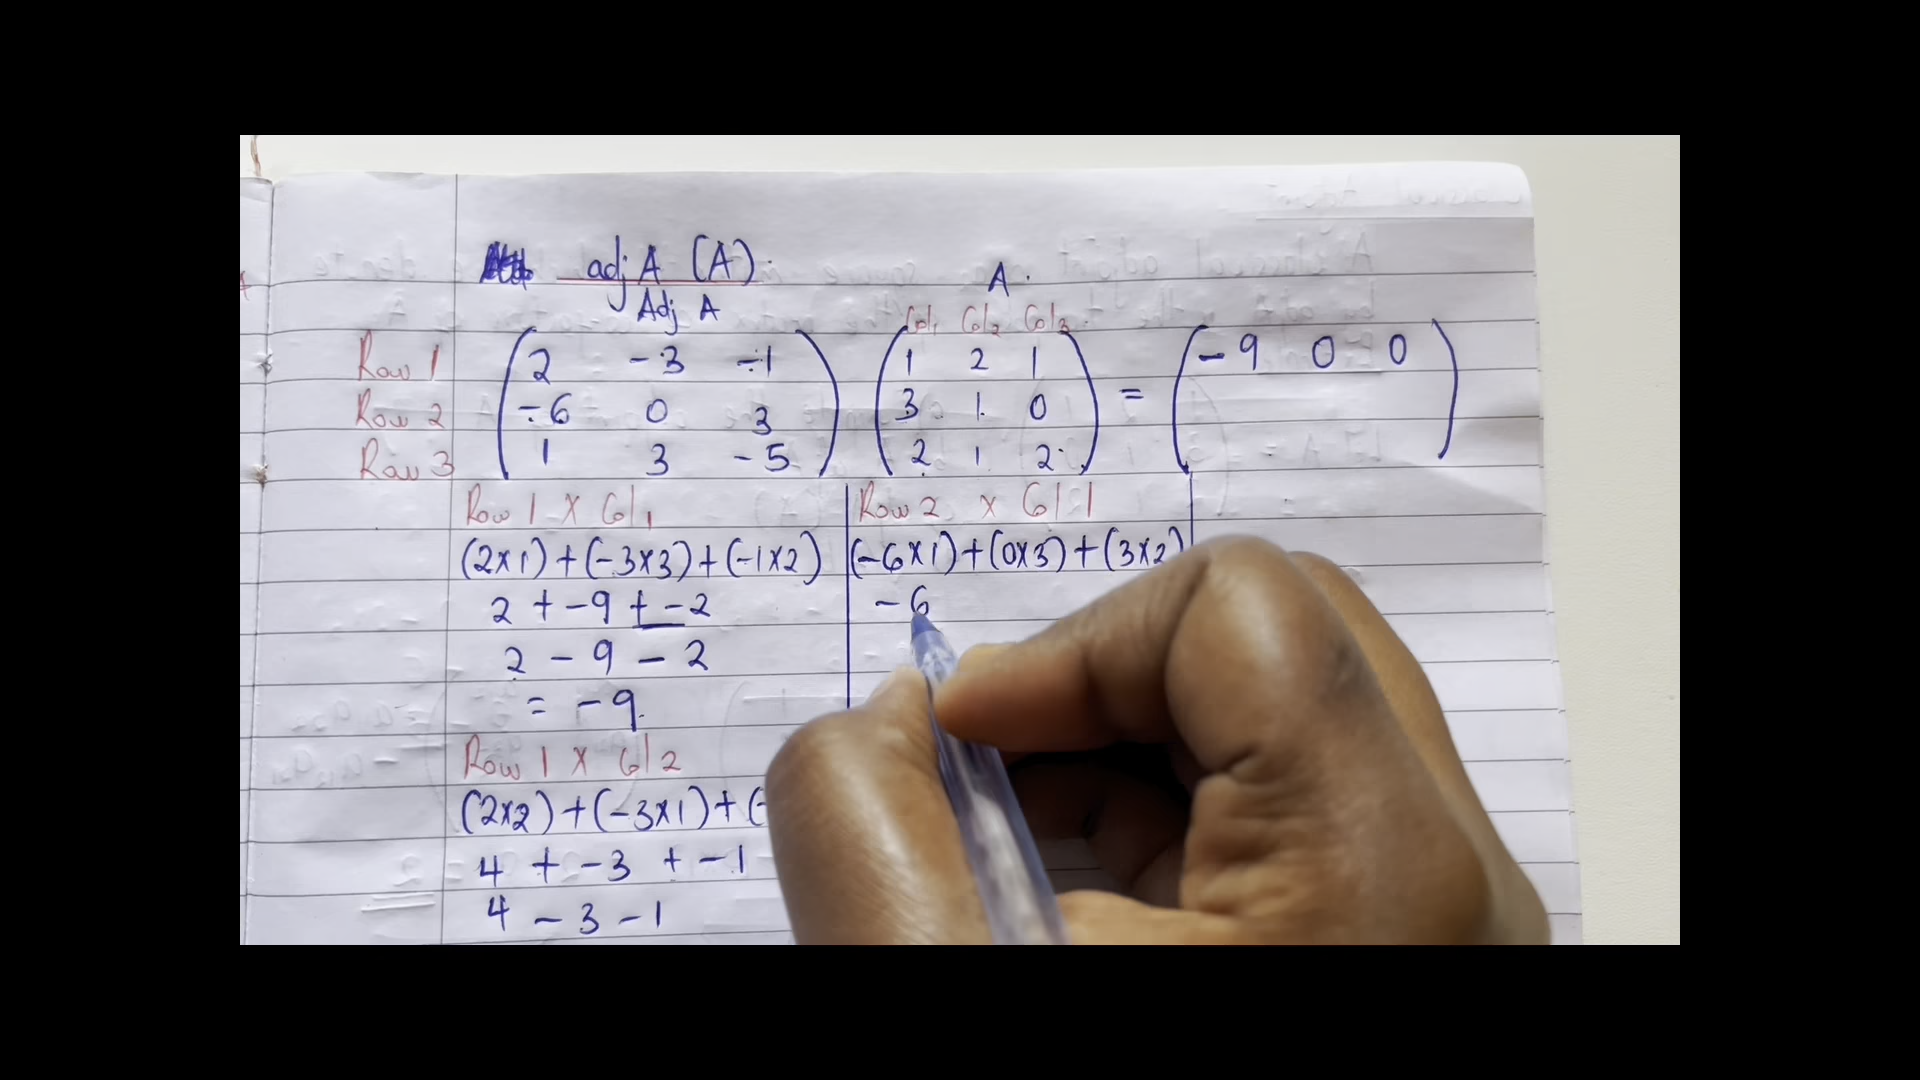 adj A (A).
A.
Adj A
Col1 Col2 Col3
Row 1 2 -3 -1 1 2 1 -9 0 0
Row 2 -6 0 3 3 1 0 =
Row 3 1 3 -5 2 1 2
Row 1 x Col1
(2x1)+(-3x3)+(-1x2)
2 + -9 + -2
2 - 9 - 2
= -9
Row 1 x Col2
(2x2)+(-3x1)+(-
4 + -3 + -1
4 - 3 - 1
Row 2 x Col 1
(-6x1)+(0x3)+(3x2)
-6